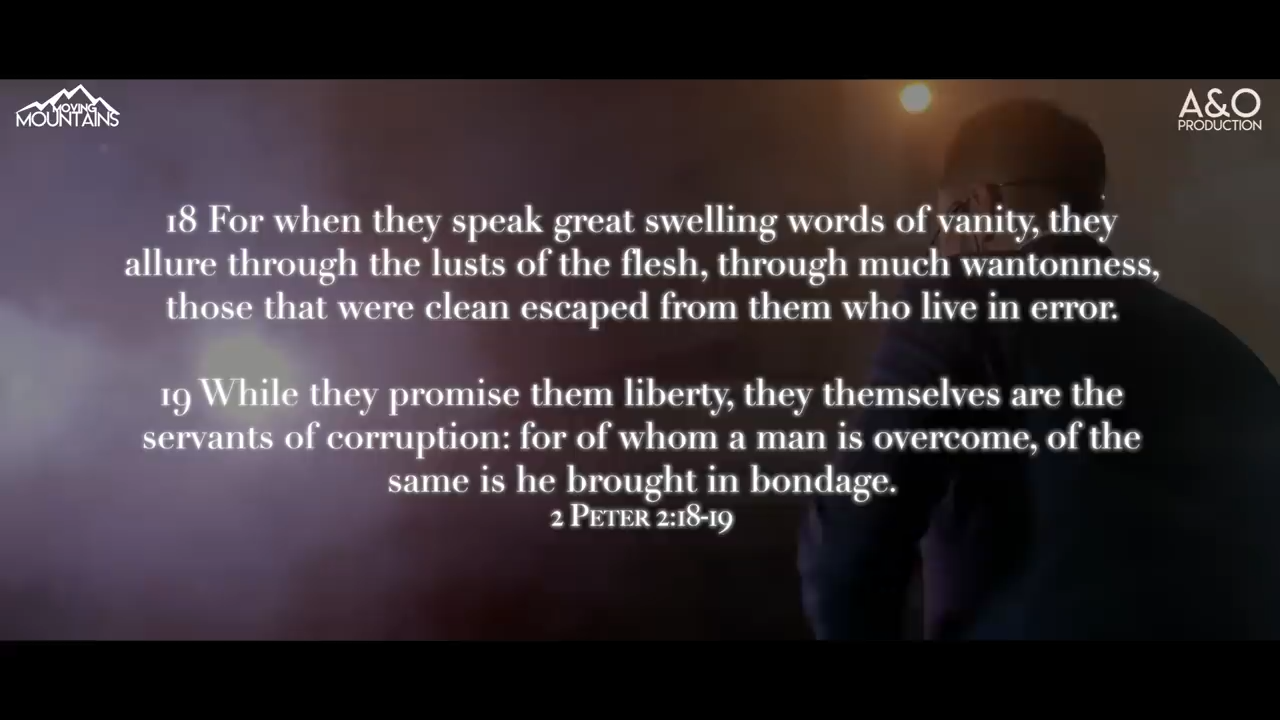 MOVING
MOUNTAINS
A&O
PRODUCTION
18 For when they speak great swelling words of vanity, they
allure through the lusts of the flesh, through much wantonness,
those that were clean escaped from them who live in error.
19 While they promise them liberty, they themselves are the
servants of corruption: for of whom a man is overcome, of the
same is he brought in bondage.
2 Peter 2:18-19